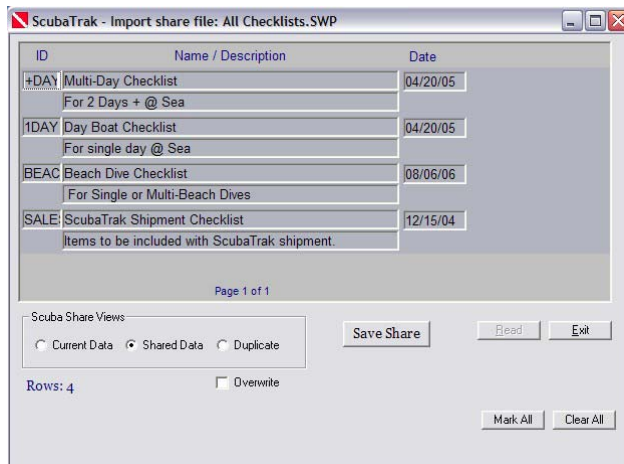 ScubaTrak - Import share file: All Checklists.SWP
ID Name / Description Date
+DAY Multi-Day Checklist 04/20/05
For 2 Days + @ Sea
1DAY Day Boat Checklist 04/20/05
For single day @ Sea
BEAC Beach Dive Checklist 08/06/06
For Single or Multi-Beach Dives
SALE ScubaTrak Shipment Checklist 12/15/04
Items to be included with ScubaTrak shipment.
Page 1 of 1
Scuba Share Views
Current Data Shared Data Duplicate
Save Share Read Exit
Rows: 4 Overwrite
Mark All Clear All